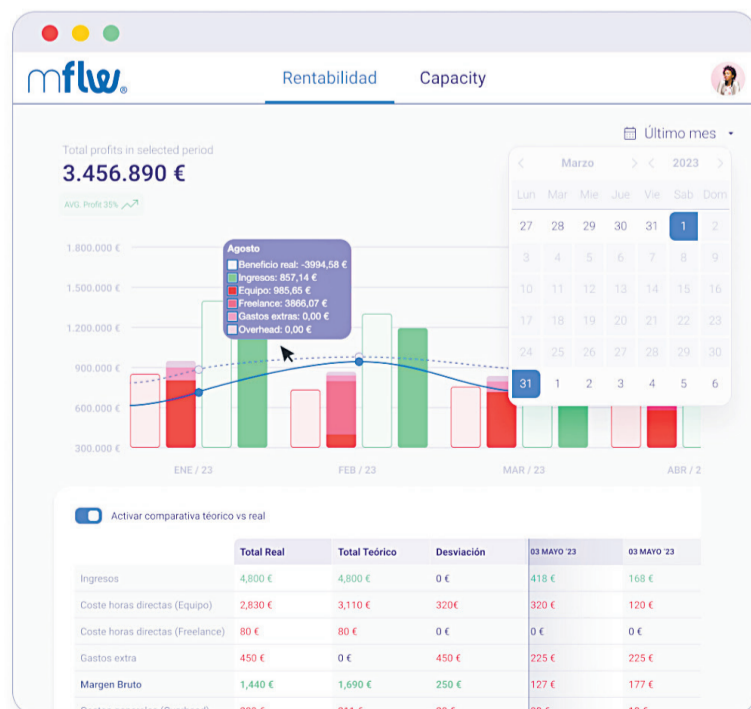 mflw®
Rentabilidad Capacity
Último mes
Total profits in selected period
3.456.890 €
AVG. Profit 35%
Marzo 2023
Lun Mar Mie Jue Vie Sab Dom
27 28 29 30 31 1 2
3 4 5 6 7 8 9
10 11 12 13 14 15 16
17 18 19 20 21 22 23
24 25 26 27 28 29 30
31 1 2 3 4 5 6
1.800.000 €
1.500.000 €
1.200.000 €
900.000 €
600.000 €
300.000 €
Agosto
Beneficio real: -3994,58 €
Ingresos: 857,14 €
Equipo: 985,65 €
Freelance: 3866,07 €
Gastos extras: 0,00 €
Overhead: 0,00 €
ENE / 23 FEB / 23 MAR / 23 ABR / 2
Activar comparativa téorico vs real
Total Real Total Teórico Desviación 03 MAYO '23 03 MAYO '23
Ingresos 4,800 € 4,800 € 0 € 418 € 168 €
Coste horas directas (Equipo) 2,830 € 3,110 € 320€ 320 € 120 €
Coste horas directas (Freelance) 80 € 80 € 0 € 0 € 0 €
Gastos extra 450 € 0 € 450 € 225 € 225 €
Margen Bruto 1,440 € 1,690 € 250 € 127 € 177 €